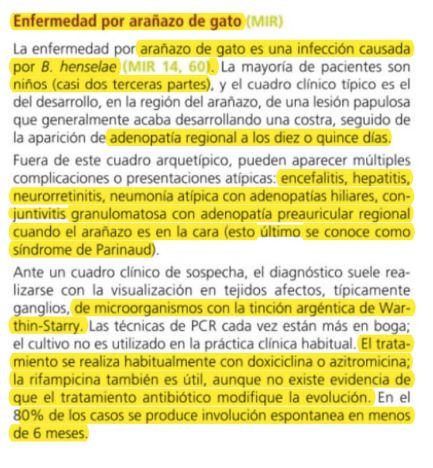 Enfermedad por arañazo de gato (MIR)
La enfermedad por arañazo de gato es una infección causada
por B. henselae (MIR 14, 60). La mayoría de pacientes son
niños (casi dos terceras partes), y el cuadro clínico típico es el
del desarrollo, en la región del arañazo, de una lesión papulosa
que generalmente acaba desarrollando una costra, seguido de
la aparición de adenopatía regional a los diez o quince días.
Fuera de este cuadro arquetípico, pueden aparecer múltiples
complicaciones o presentaciones atípicas: encefalitis, hepatitis,
neurorretinitis, neumonía atípica con adenopatías hiliares, con-
juntivitis granulomatosa con adenopatía preauricular regional
cuando el arañazo es en la cara (esto último se conoce como
síndrome de Parinaud).
Ante un cuadro clínico de sospecha, el diagnóstico suele rea-
lizarse con la visualización en tejidos afectos, típicamente
ganglios, de microorganismos con la tinción argéntica de War-
thin-Starry. Las técnicas de PCR cada vez están más en boga;
el cultivo no es utilizado en la práctica clínica habitual. El trata-
miento se realiza habitualmente con doxiciclina o azitromicina;
la rifampicina también es útil, aunque no existe evidencia de
que el tratamiento antibiótico modifique la evolución. En el
80% de los casos se produce involución espontanea en menos
de 6 meses.